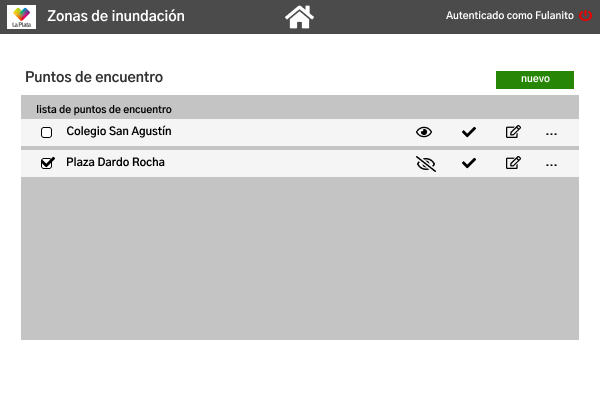 La Plata
Zonas de inundación
Autenticado como Fulanito
Puntos de encuentro
nuevo
lista de puntos de encuentro
Colegio San Agustín
...
Plaza Dardo Rocha
...